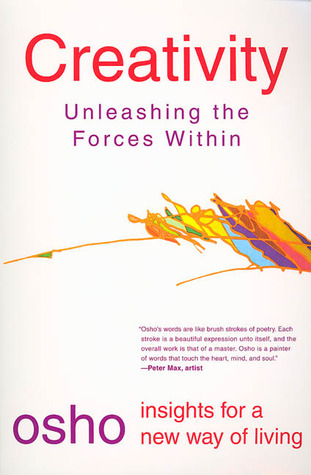 Creativity
Unleashing the
Forces Within
"Osho's words are like brush strokes of poetry. Each
stroke is a beautiful expression unto itself, and the
overall work is that of a master. Osho is a painter
of words that touch the heart, mind, and soul."
—Peter Max, artist
osho
insights for a
new way of living